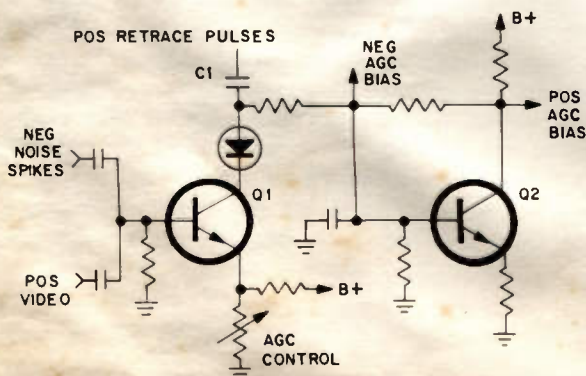 POS RETRACE PULSES
C1
NEG
AGC
BIAS
B+
POS
AGC
BIAS
NEG
NOISE
SPIKES
Q1
Q2
POS
VIDEO
B+
AGC
CONTROL